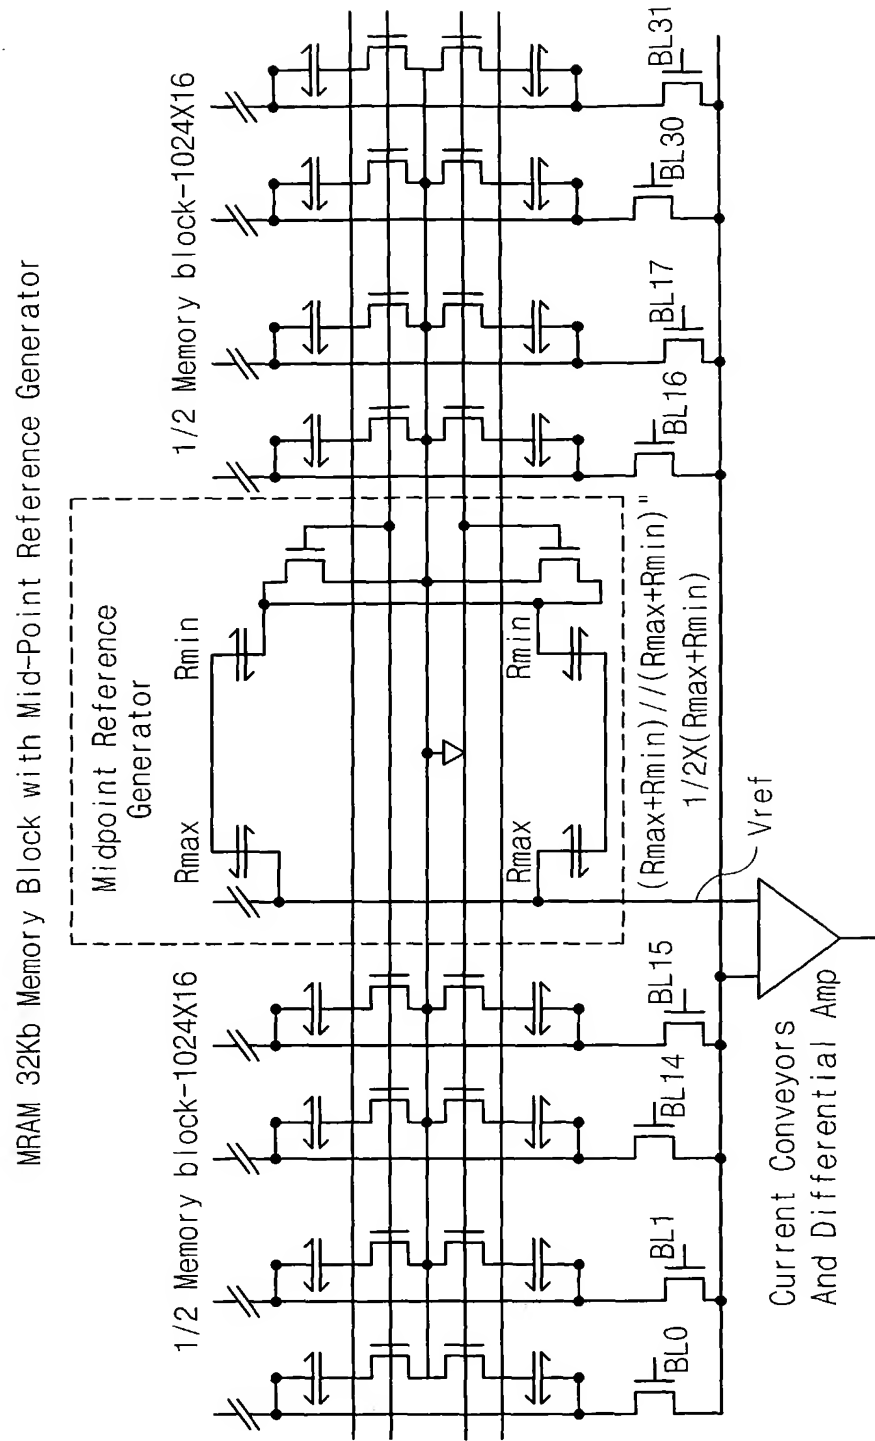 MRAM 32Kb Memory Block with Mid-Point Reference Generator
1/2 Memory block-1024X16
1/2 Memory block-1024X16
Midpoint Reference
Generator
Rmax
Rmin
Rmax
Rmin
(Rmax+Rmin)//(Rmax+Rmin)"
1/2X(Rmax+Rmin)
BL0
BL1
BL14
BL15
BL16
BL17
BL30
BL31
Vref
Current Conveyors
And Differential Amp